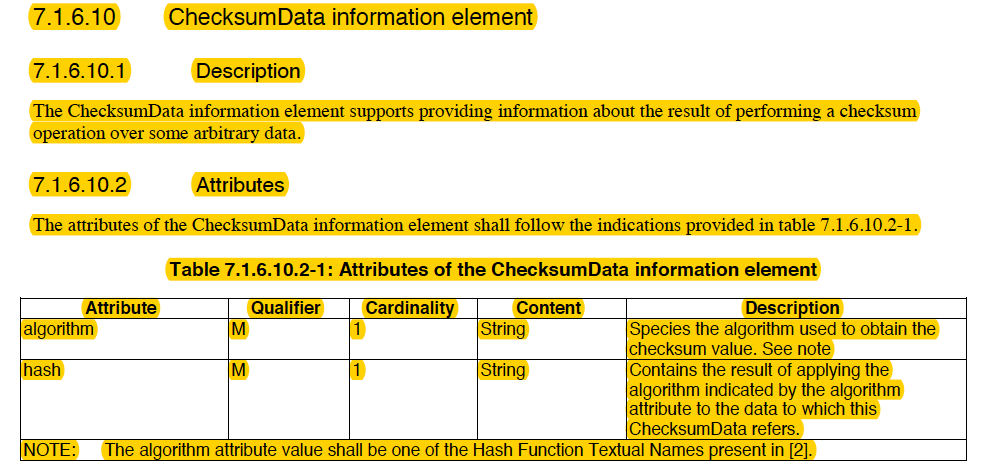 7.1.6.10 ChecksumData information element
7.1.6.10.1 Description
The ChecksumData information element supports providing information about the result of performing a checksum
operation over some arbitrary data.
7.1.6.10.2 Attributes
The attributes of the ChecksumData information element shall follow the indications provided in table 7.1.6.10.2-1.
Table 7.1.6.10.2-1: Attributes of the ChecksumData information element
Attribute Qualifier Cardinality Content Description
algorithm M 1 String Species the algorithm used to obtain the
checksum value. See note
hash M 1 String Contains the result of applying the
algorithm indicated by the algorithm
attribute to the data to which this
ChecksumData refers.
NOTE: The algorithm attribute value shall be one of the Hash Function Textual Names present in [2].